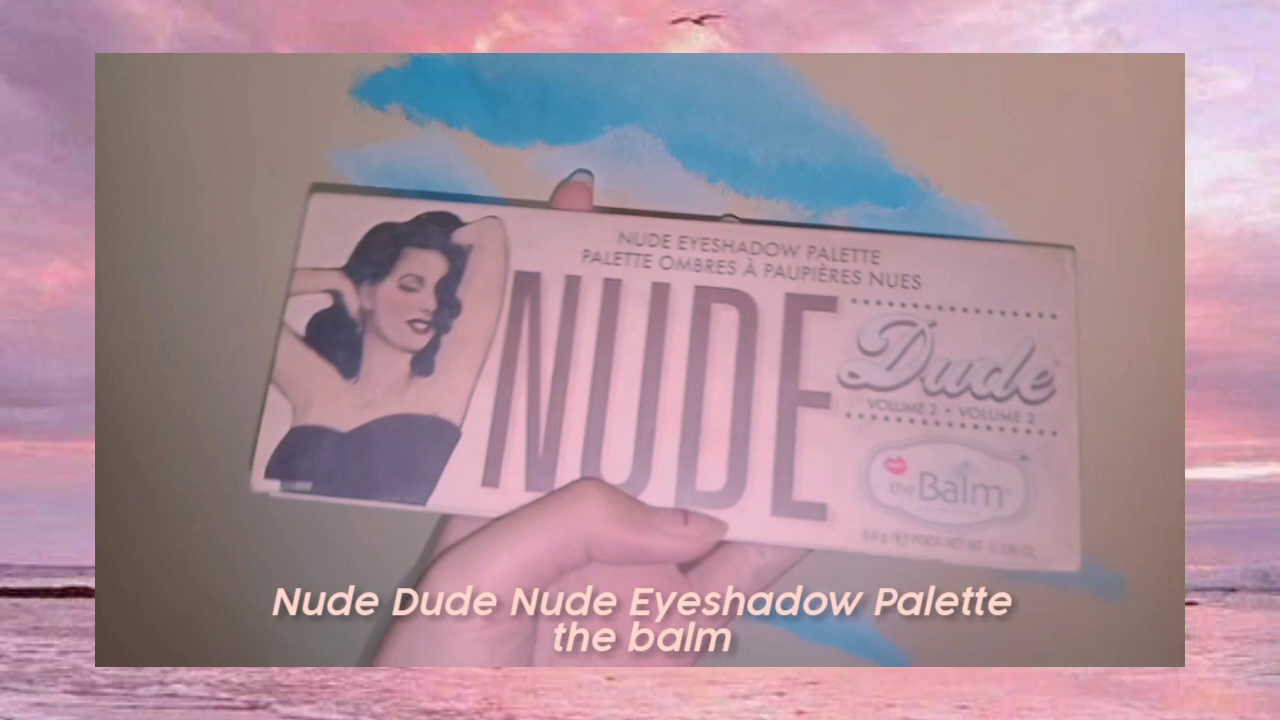 NUDE EYESHADOW PALETTE
PALETTE OMBRES À PAUPIÈRES NUES
NUDE
Dude
VOLUME 2 • VOLUME 2
theBalm
Nude Dude Nude Eyeshadow Palette
the balm